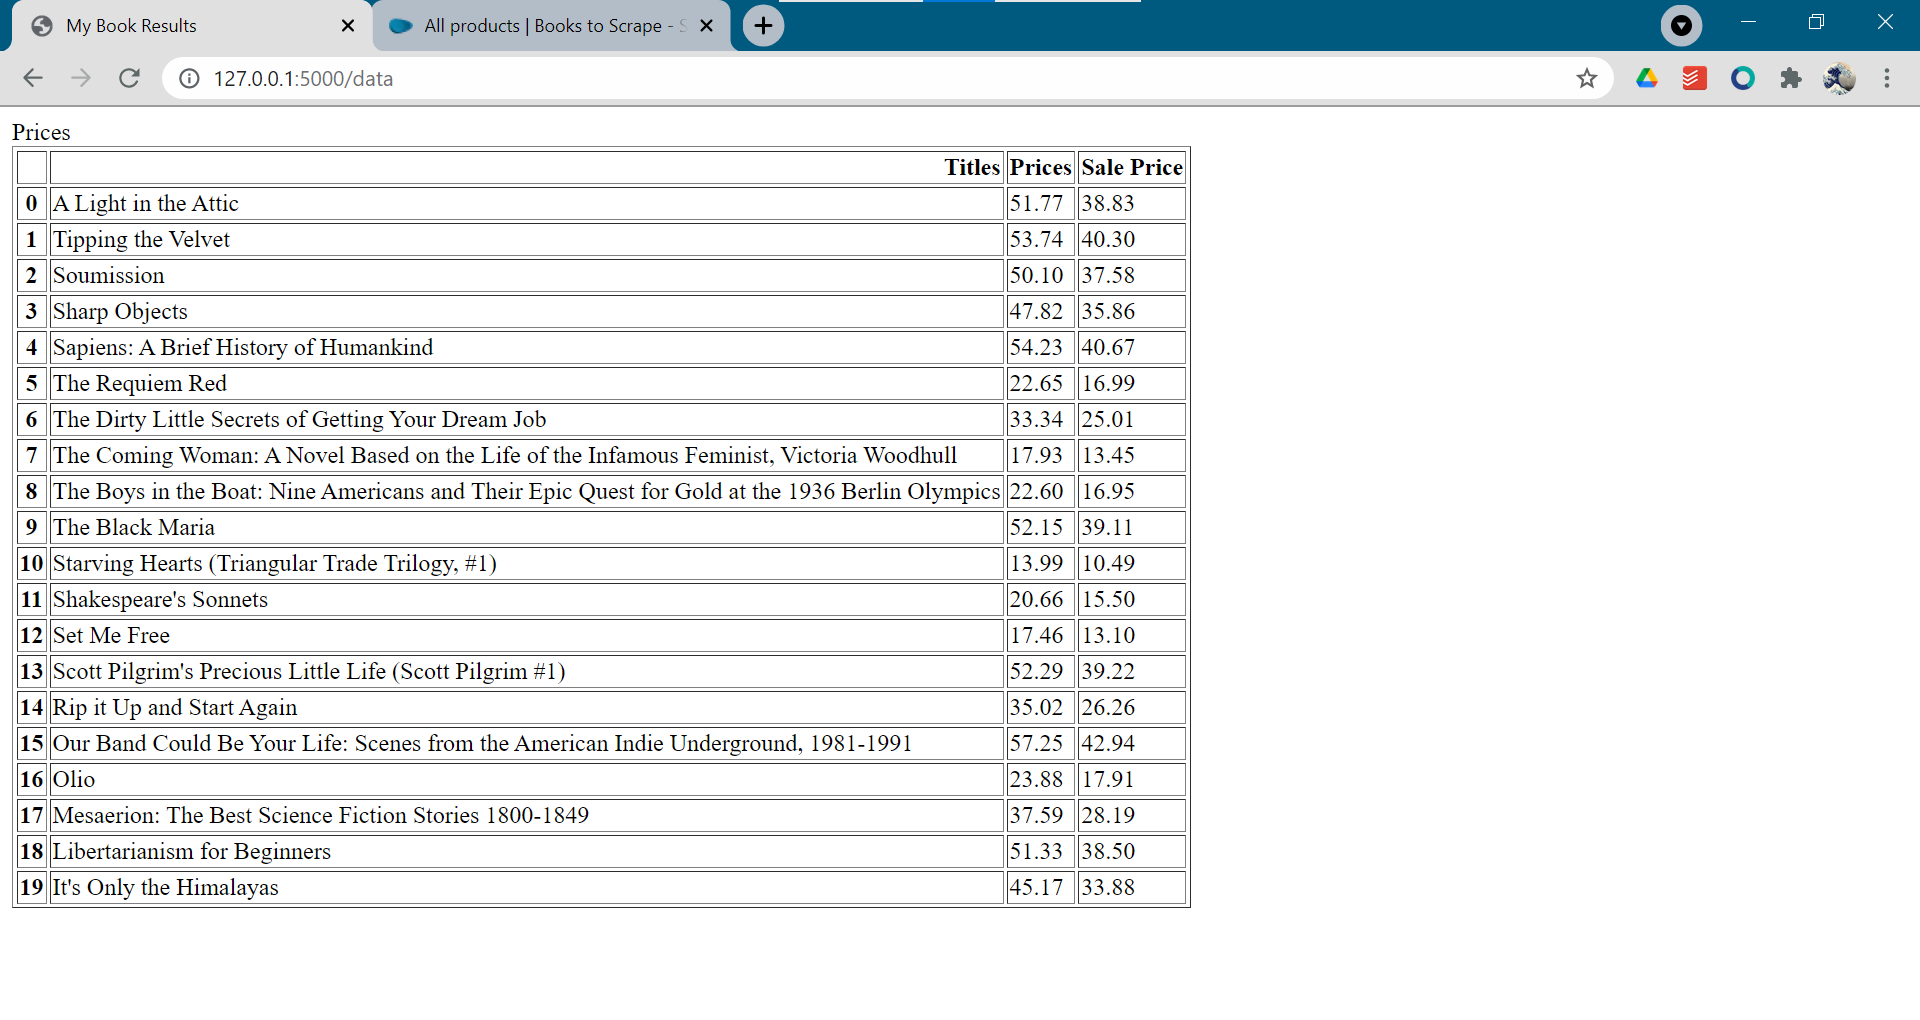 My Book Results
All products | Books to Scrape - S
127.0.0.1:5000/data
Prices
Titles Prices Sale Price
0 A Light in the Attic 51.77 38.83
1 Tipping the Velvet 53.74 40.30
2 Soumission 50.10 37.58
3 Sharp Objects 47.82 35.86
4 Sapiens: A Brief History of Humankind 54.23 40.67
5 The Requiem Red 22.65 16.99
6 The Dirty Little Secrets of Getting Your Dream Job 33.34 25.01
7 The Coming Woman: A Novel Based on the Life of the Infamous Feminist, Victoria Woodhull 17.93 13.45
8 The Boys in the Boat: Nine Americans and Their Epic Quest for Gold at the 1936 Berlin Olympics 22.60 16.95
9 The Black Maria 52.15 39.11
10 Starving Hearts (Triangular Trade Trilogy, #1) 13.99 10.49
11 Shakespeare's Sonnets 20.66 15.50
12 Set Me Free 17.46 13.10
13 Scott Pilgrim's Precious Little Life (Scott Pilgrim #1) 52.29 39.22
14 Rip it Up and Start Again 35.02 26.26
15 Our Band Could Be Your Life: Scenes from the American Indie Underground, 1981-1991 57.25 42.94
16 Olio 23.88 17.91
17 Mesaerion: The Best Science Fiction Stories 1800-1849 37.59 28.19
18 Libertarianism for Beginners 51.33 38.50
19 It's Only the Himalayas 45.17 33.88